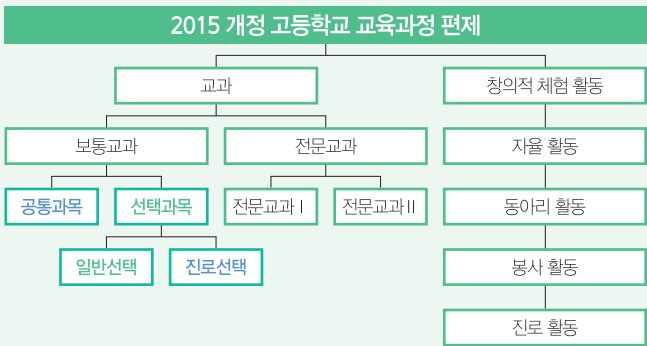 2015 개정 고등학교 교육과정 편제
교과
창의적 체험 활동
보통교과
전문교과
자율 활동
공통과목
선택과목
전문교과 I
전문교과 II
동아리 활동
일반선택
진로선택
봉사 활동
진로 활동